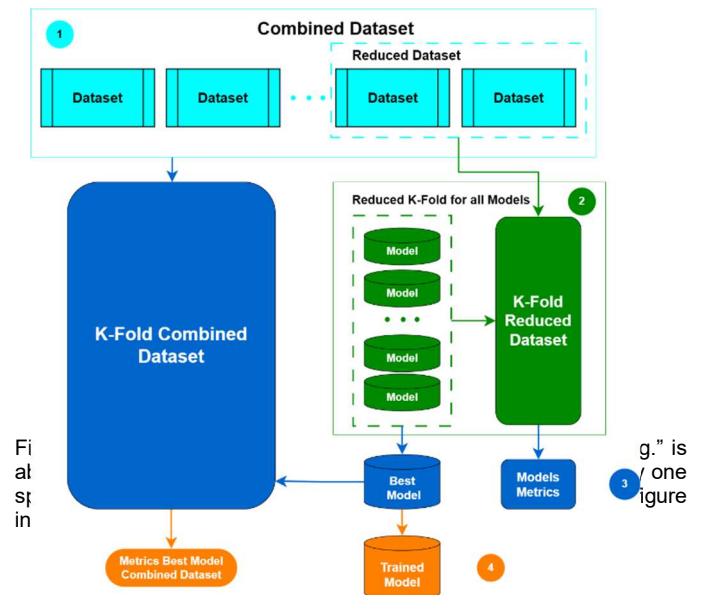 1
Combined Dataset
Reduced Dataset
Dataset
Dataset
Dataset
Dataset
Reduced K-Fold for all Models
2
Model
Model
Model
Model
K-Fold
Reduced
Dataset
K-Fold Combined
Dataset
g.” is
one
in
Best
Model
Models
Metrics
3
Metrics Best Model
Combined Dataset
Trained
Model
4